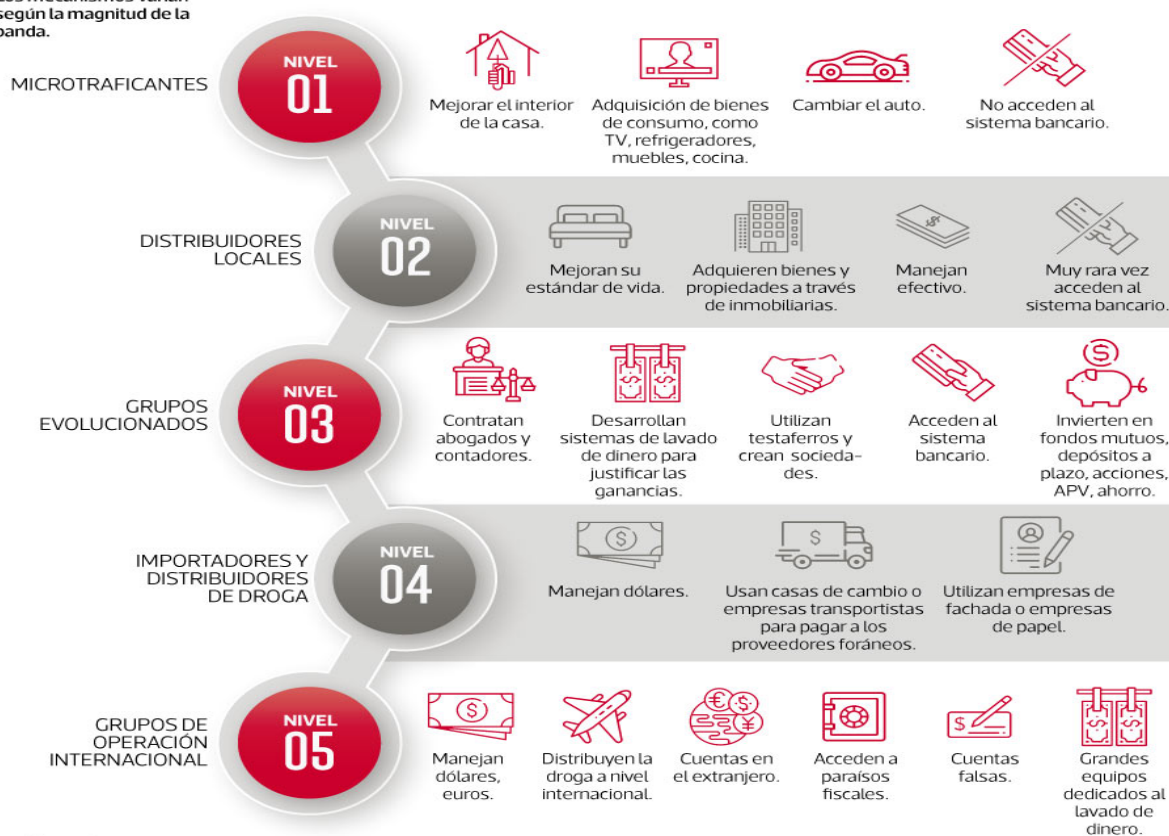 Los mecanismos varían
según la magnitud de la
banda.
MICROTRAFICANTES
NIVEL
01
Mejorar el interior
de la casa.
Adquisición de bienes
de consumo, como
TV, refrigeradores,
muebles, cocina.
Cambiar el auto.
No acceden al
sistema bancario.
DISTRIBUIDORES
LOCALES
NIVEL
02
Mejoran su
estándar de vida.
Adquieren bienes y
propiedades a través
de inmobiliarias.
Manejan
efectivo.
Muy rara vez
acceden al
sistema bancario.
GRUPOS
EVOLUCIONADOS
NIVEL
03
Contratan
abogados y
contadores.
Desarrollan
sistemas de lavado
de dinero para
justificar las
ganancias.
Utilizan
testaferros y
crean socieda-
des.
Acceden al
sistema
bancario.
Invierten en
fondos mutuos,
depósitos a
plazo, acciones,
APV, ahorro.
IMPORTADORES Y
DISTRIBUIDORES
DE DROGA
NIVEL
04
Manejan dólares.
Usan casas de cambio o
empresas transportistas
para pagar a los
proveedores foráneos.
Utilizan empresas de
fachada o empresas
de papel.
GRUPOS DE
OPERACIÓN
INTERNACIONAL
NIVEL
05
Manejan
dólares,
euros.
Distribuyen la
droga a nivel
internacional.
Cuentas en
el extranjero.
Acceden a
paraísos
fiscales.
Cuentas
falsas.
Grandes
equipos
dedicados al
lavado de
dinero.